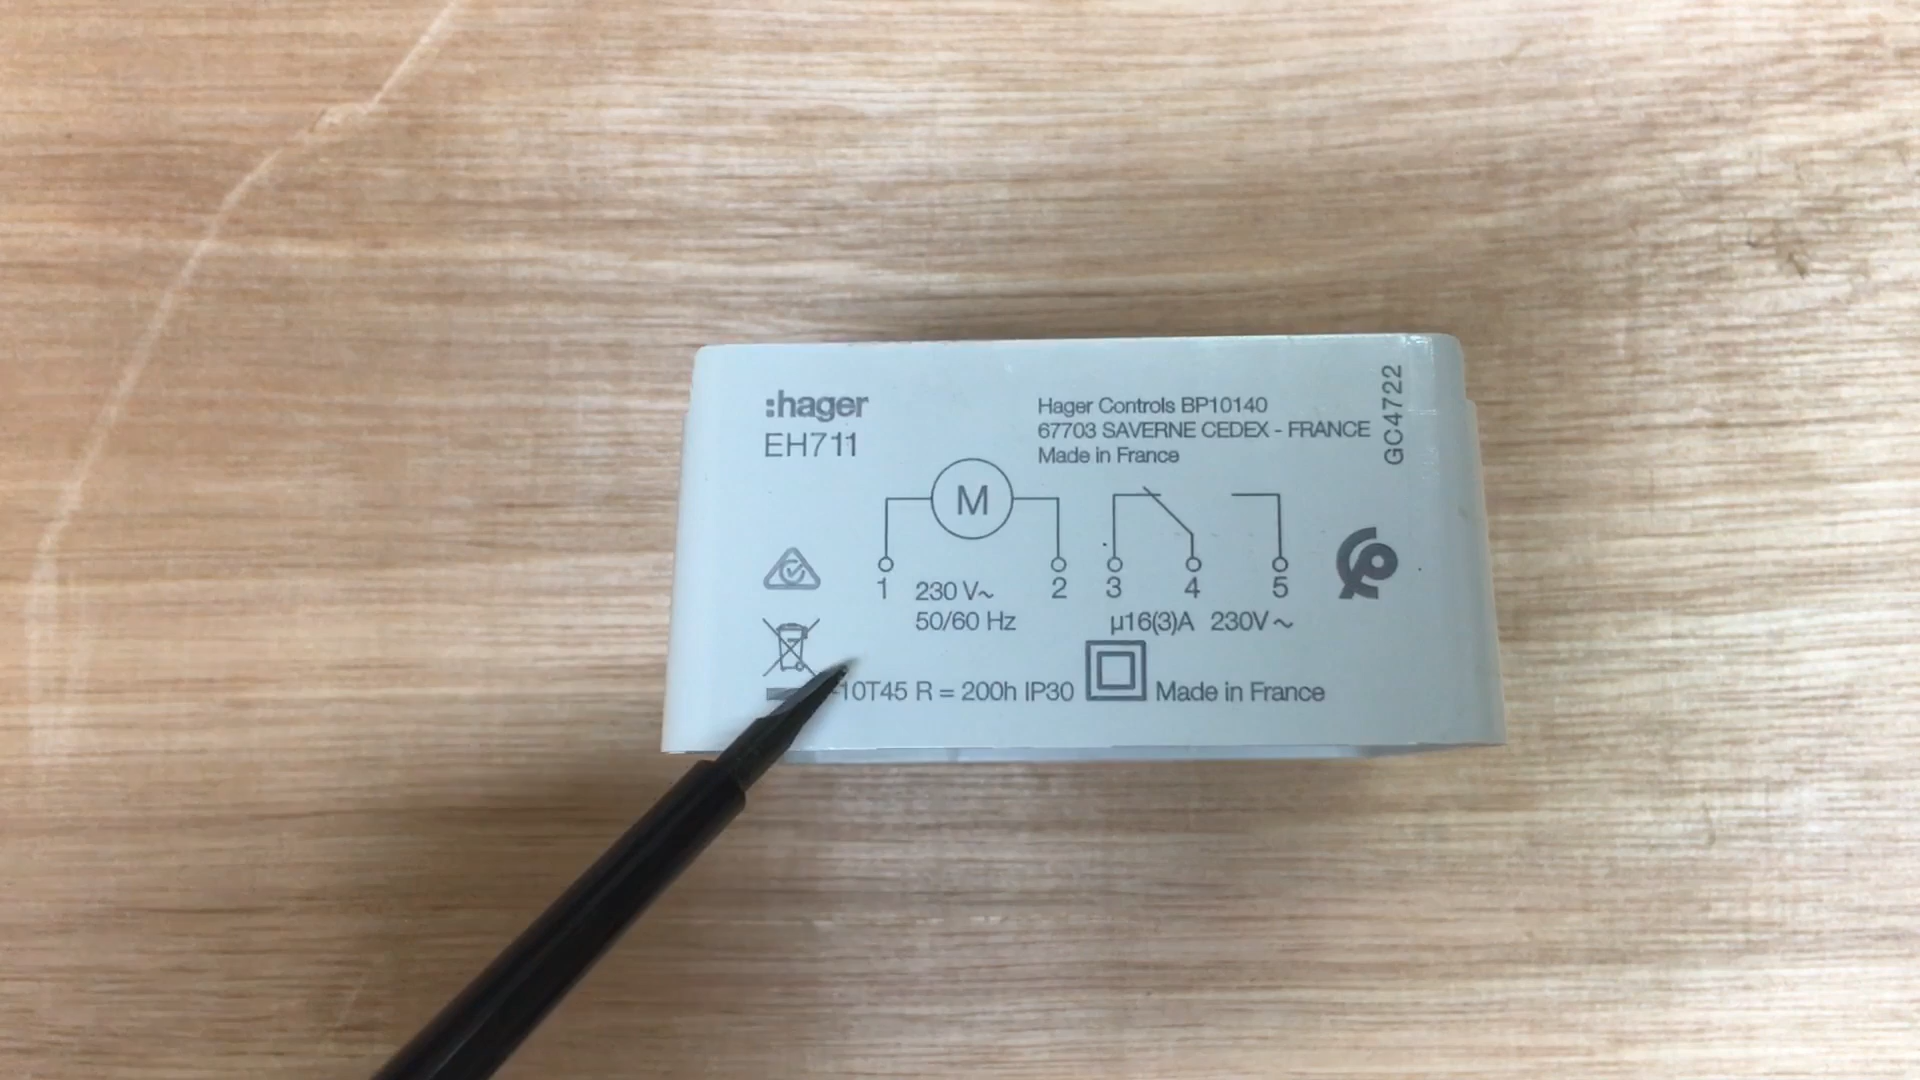 :hager
EH711
Hager Controls BP10140
67703 SAVERNE CEDEX - FRANCE
Made in France
GC4722
M
1 2 3 4 5
230 V~
50/60 Hz
µ16(3)A 230V~
-10T45 R = 200h IP30
Made in France